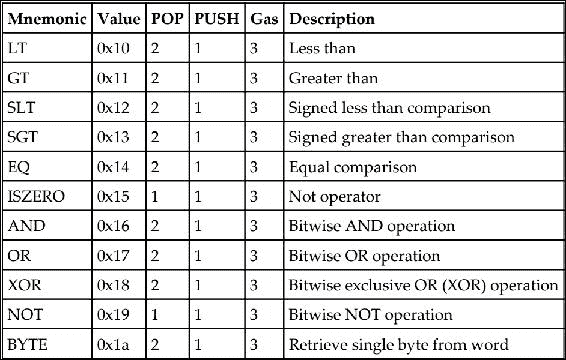 Mnemonic Value POP PUSH Gas Description
LT 0x10 2 1 3 Less than
GT 0x11 2 1 3 Greater than
SLT 0x12 2 1 3 Signed less than comparison
SGT 0x13 2 1 3 Signed greater than comparison
EQ 0x14 2 1 3 Equal comparison
ISZERO 0x15 1 1 3 Not operator
AND 0x16 2 1 3 Bitwise AND operation
OR 0x17 2 1 3 Bitwise OR operation
XOR 0x18 2 1 3 Bitwise exclusive OR (XOR) operation
NOT 0x19 1 1 3 Bitwise NOT operation
BYTE 0x1a 2 1 3 Retrieve single byte from word